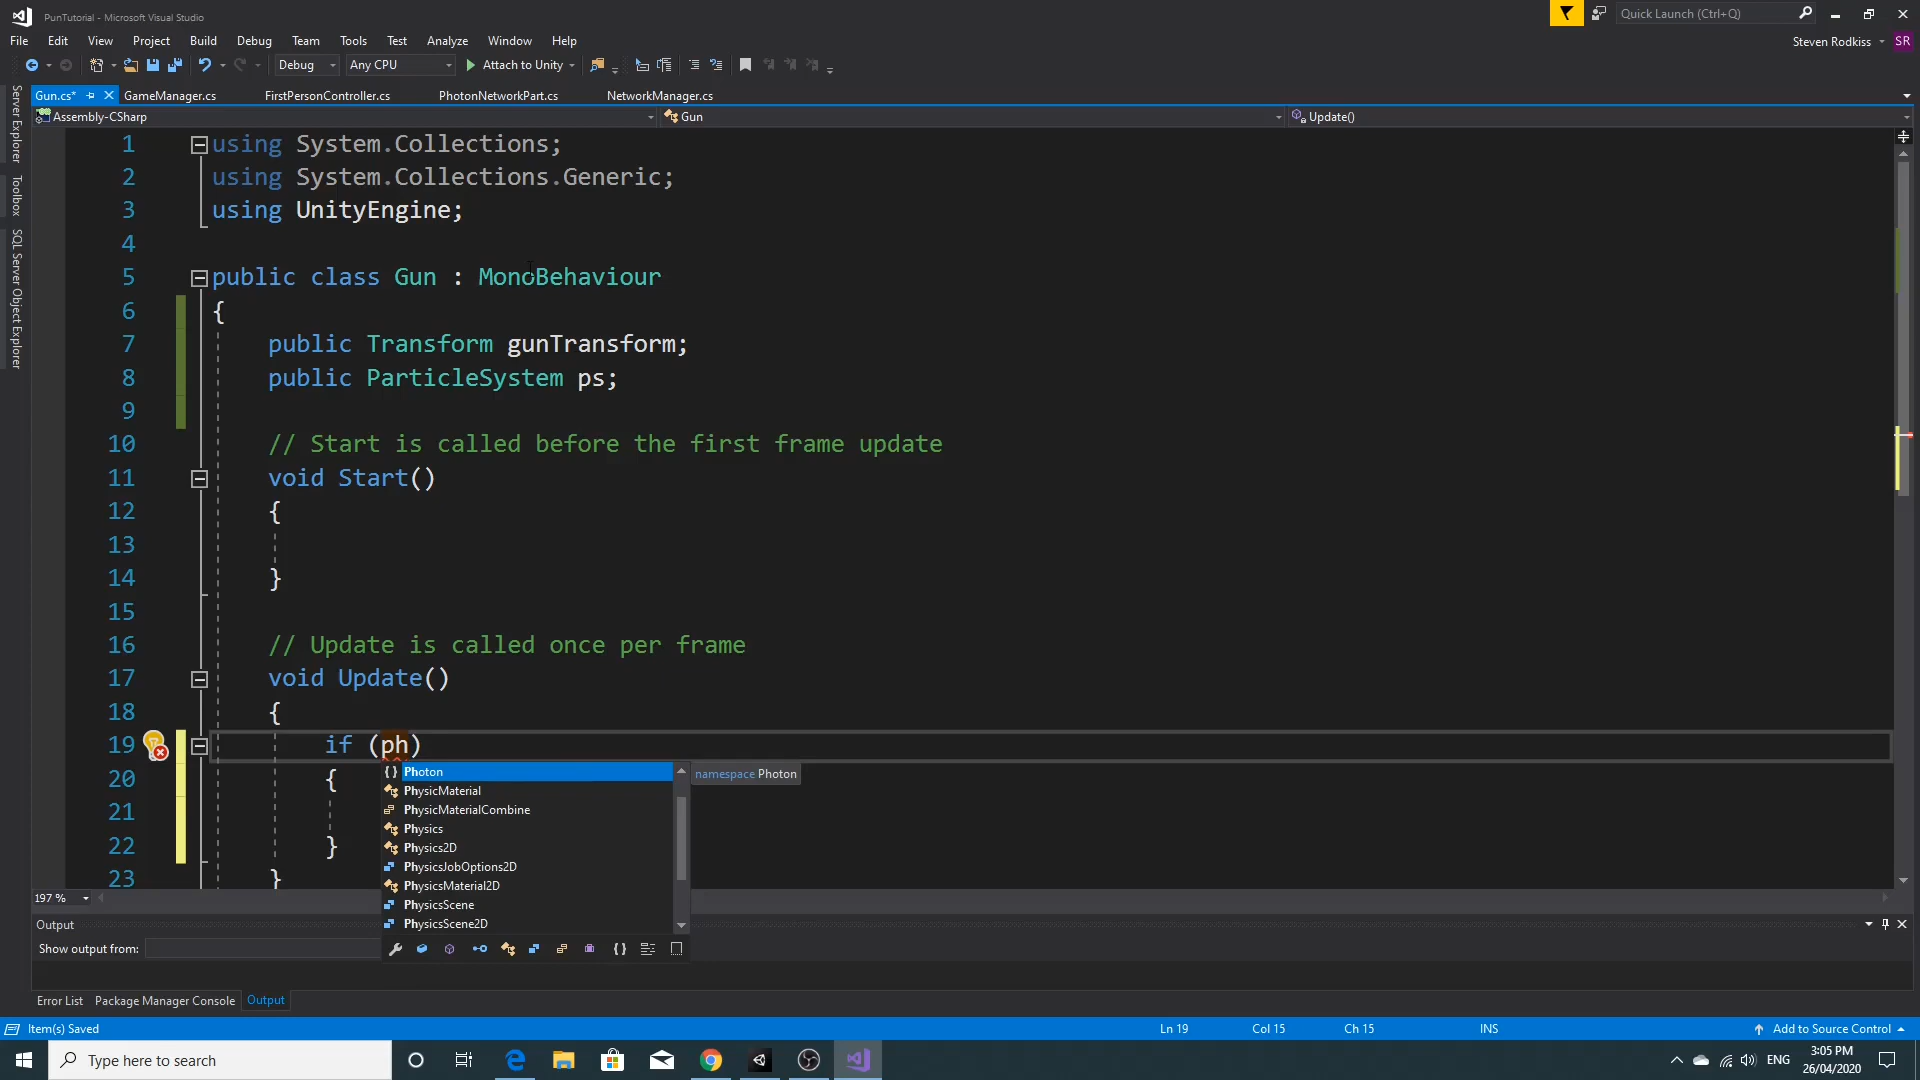 PunTutorial - Microsoft Visual Studio
Quick Launch (Ctrl+Q)
File Edit View Project Build Debug Team Tools Test Analyze Window Help
Steven Rodkiss SR
Debug Any CPU Attach to Unity
Server Explorer
Toolbox
SQL Server Object Explorer
Gun.cs* GameManager.cs FirstPersonController.cs PhotonNetworkPart.cs NetworkManager.cs
Assembly-CSharp Gun Update()
1 using System.Collections;
2 using System.Collections.Generic;
3 using UnityEngine;
4
5 public class Gun : MonoBehaviour
6 {
7 public Transform gunTransform;
8 public ParticleSystem ps;
9
10 // Start is called before the first frame update
11 void Start()
12 {
13
14 }
15
16 // Update is called once per frame
17 void Update()
18 {
19 if (ph)
20 {
21
22 }
23 }
{} Photon
namespace Photon
PhysicMaterial
PhysicMaterialCombine
Physics
Physics2D
PhysicsJobOptions2D
PhysicsMaterial2D
PhysicsScene
PhysicsScene2D
197 %
Output
Show output from:
Error List Package Manager Console Output
Item(s) Saved Ln 19 Col 15 Ch 15 INS Add to Source Control
Type here to search
ENG
3:05 PM
26/04/2020